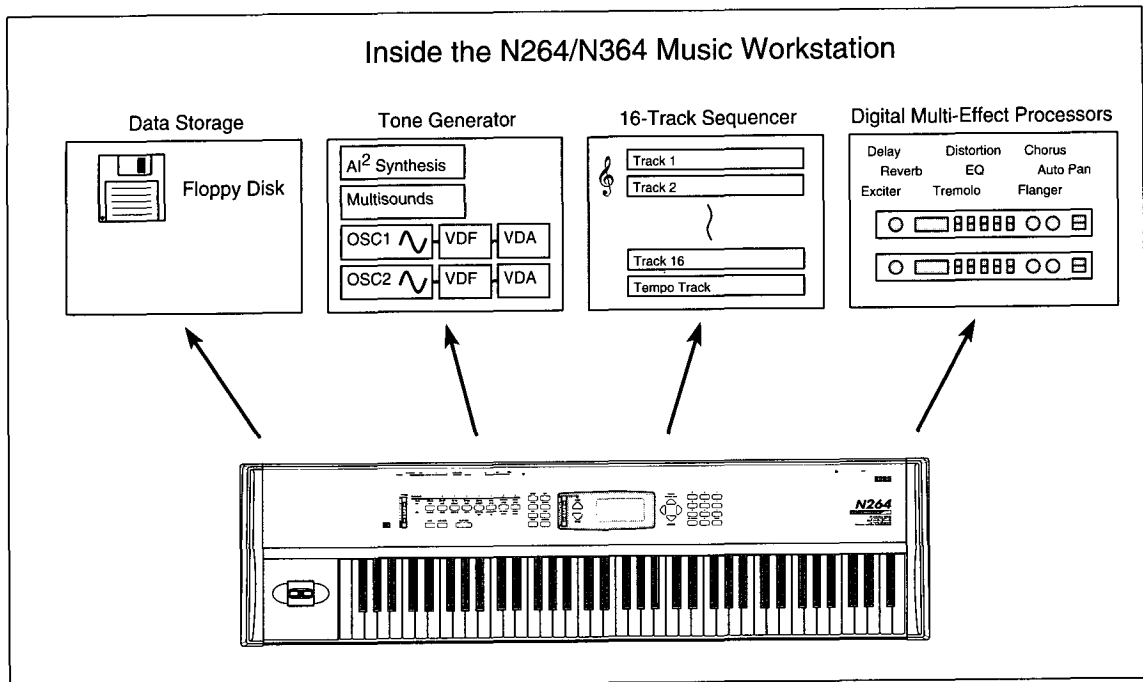 Inside the N264/N364 Music Workstation
Data Storage
Floppy Disk
Tone Generator
AI² Synthesis
Multisounds
OSC1 VDF VDA
OSC2 VDF VDA
16-Track Sequencer
Track 1
Track 2
Track 16
Tempo Track
Digital Multi-Effect Processors
Delay Distortion Chorus
Reverb EQ Auto Pan
Exciter Tremolo Flanger
N264